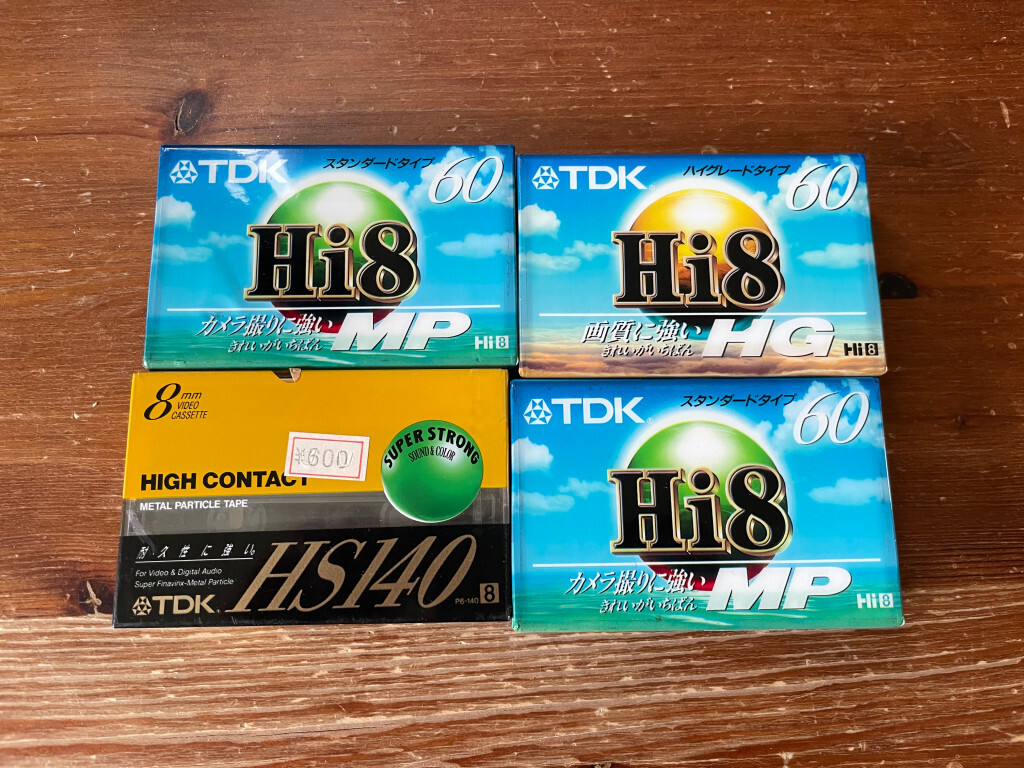 TDK スタンダードタイプ 60
Hi8
カメラ撮りに強い
きれいがいちばん MP
Hi8
TDK ハイグレードタイプ 60
Hi8
画質に強い
きれいがいちばん HG
Hi8
8mm
VIDEO
CASSETTE
¥600
SUPER STRONG
SOUND & COLOR
HIGH CONTACT
METAL PARTICLE TAPE
耐久性に強い。
For Video & Digital Audio
Super Finavinx-Metal Particle
TDK HS140
P6-140 8
TDK スタンダードタイプ 60
Hi8
カメラ撮りに強い
きれいがいちばん MP
Hi8